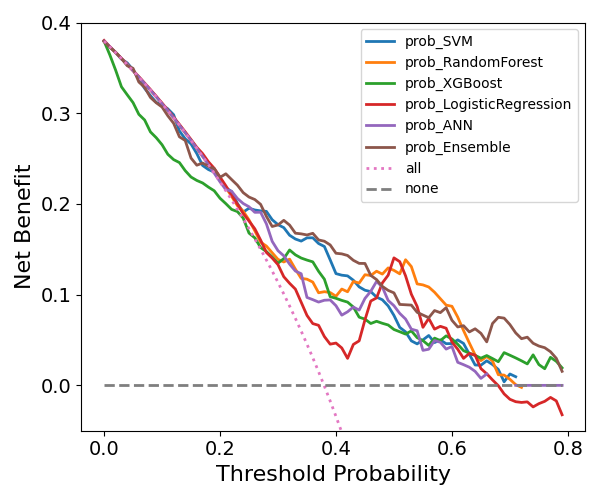 0.4
0.3
0.2
0.1
0.0
Net Benefit
prob_SVM
prob_RandomForest
prob_XGBoost
prob_LogisticRegression
prob_ANN
prob_Ensemble
all
none
0.0 0.2 0.4 0.6 0.8
Threshold Probability